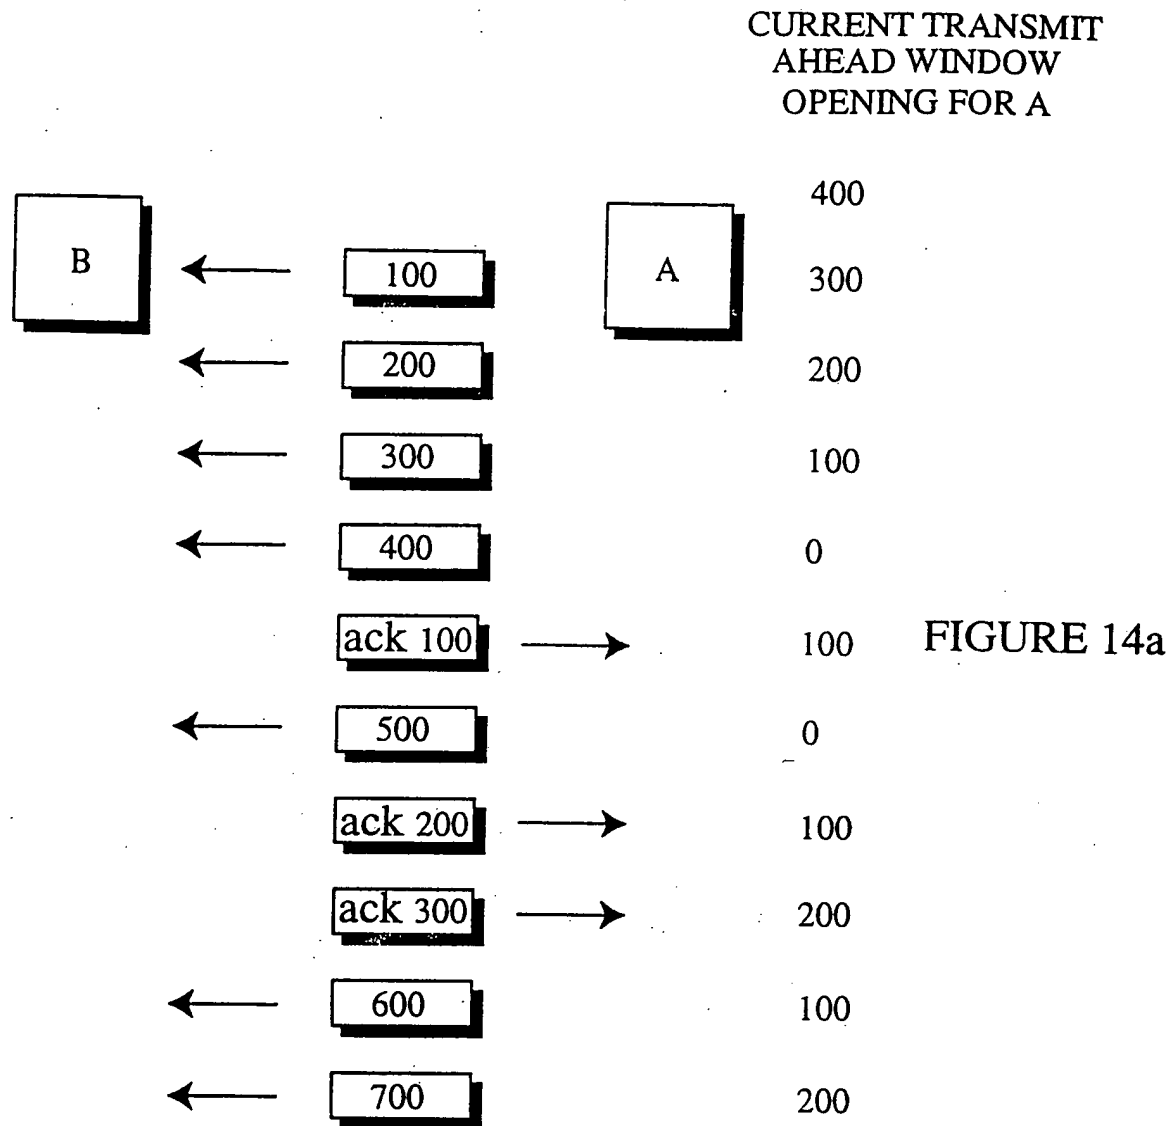 CURRENT TRANSMIT
AHEAD WINDOW
OPENING FOR A
400
B
100
A
300
200
200
300
100
400
0
ack 100
100
FIGURE 14a
500
0
ack 200
100
ack 300
200
600
100
700
200